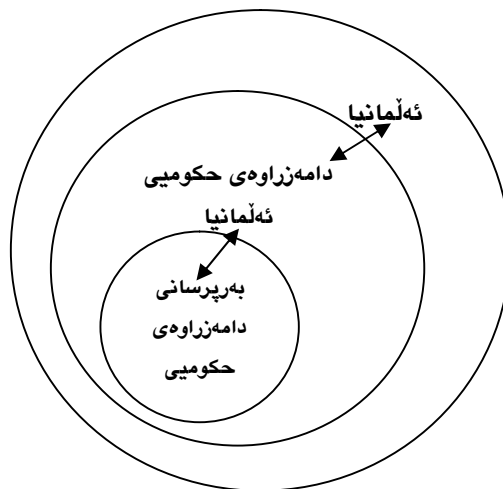 ئەڵمانیا
دامەزراوەی حکومیی
ئەڵمانیا
بەرپرسانی
دامەزراوەی
حکومیی